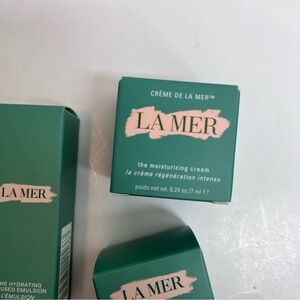 CRÈME DE LA MER™
LA MER
the moisturizing cream
la crème régénération intense
poids net wt. 0.24 oz/7 ml ℮
LA MER
HE HYDRATING
USED EMULSION
L'ÉMULSION
LA MER